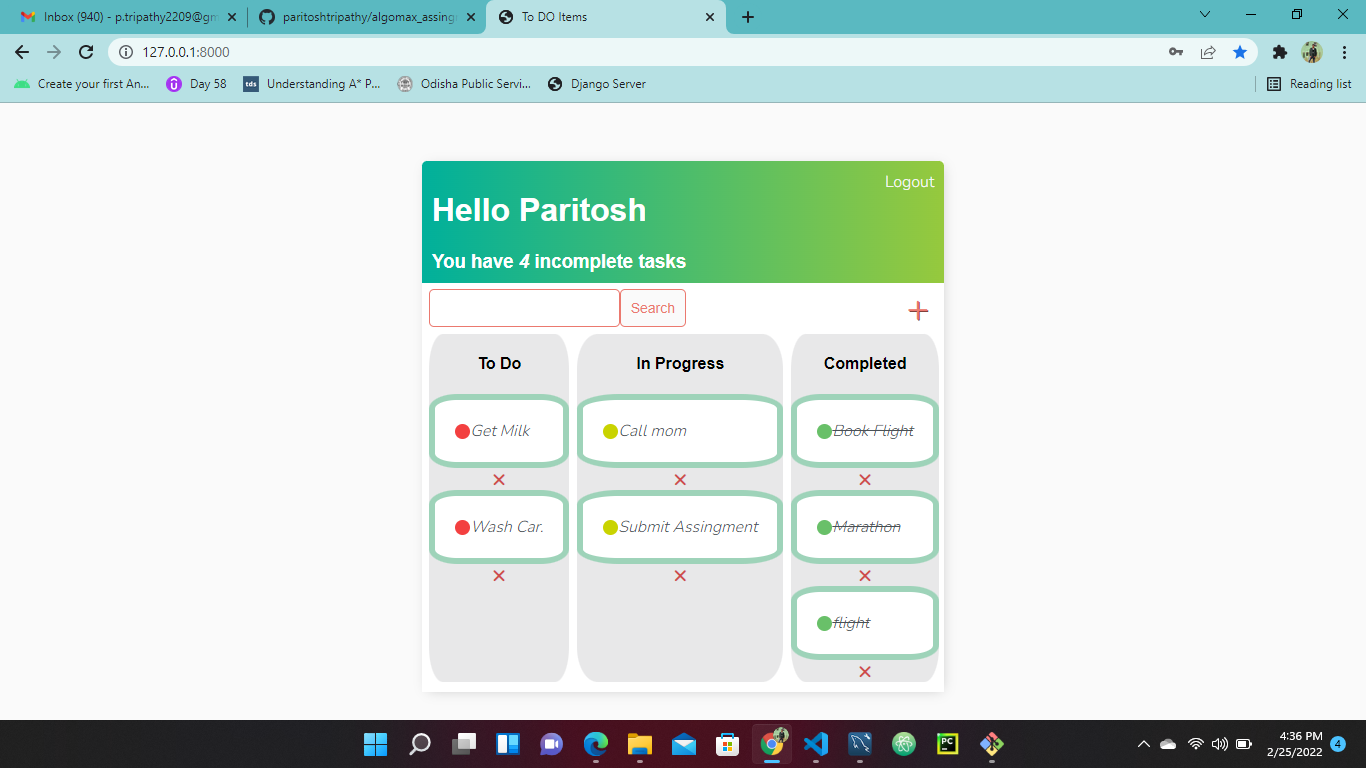 Inbox (940) - p.tripathy2209@gm
paritoshtripathy/algomax_assing
To DO Items
127.0.0.1:8000
Create your first An...
Day 58
tds
Understanding A* P...
Odisha Public Servi...
Django Server
Reading list
Logout
Hello Paritosh
You have 4 incomplete tasks
Search
To Do
In Progress
Completed
Get Milk
Call mom
Book Flight
Wash Car.
Submit Assingment
Marathon
flight
PC
4:36 PM
2/25/2022
4